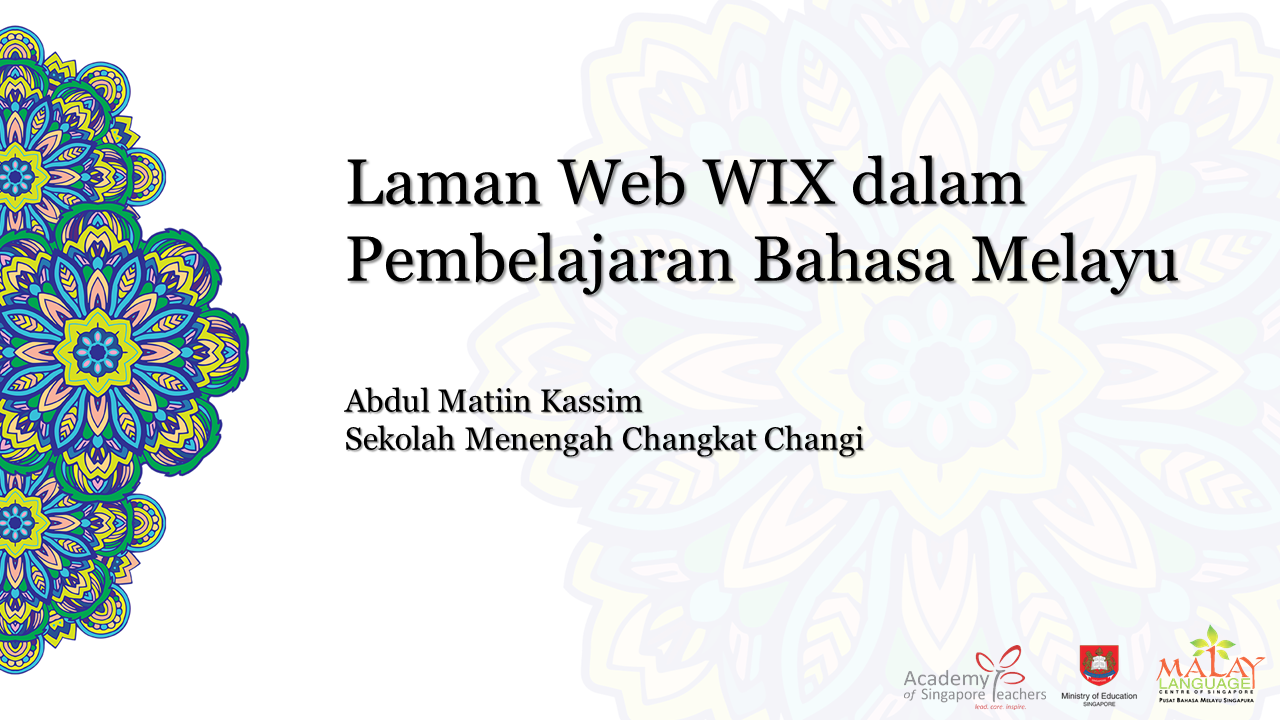 Laman Web WIX dalam
Pembelajaran Bahasa Melayu
Abdul Matiin Kassim
Sekolah Menengah Changkat Changi
Academy
of Singapore Teachers
lead. care. inspire.
Ministry of Education
SINGAPORE
MALAY
LANGUAGE
CENTRE OF SINGAPORE
PUSAT BAHASA MELAYU SINGAPURA